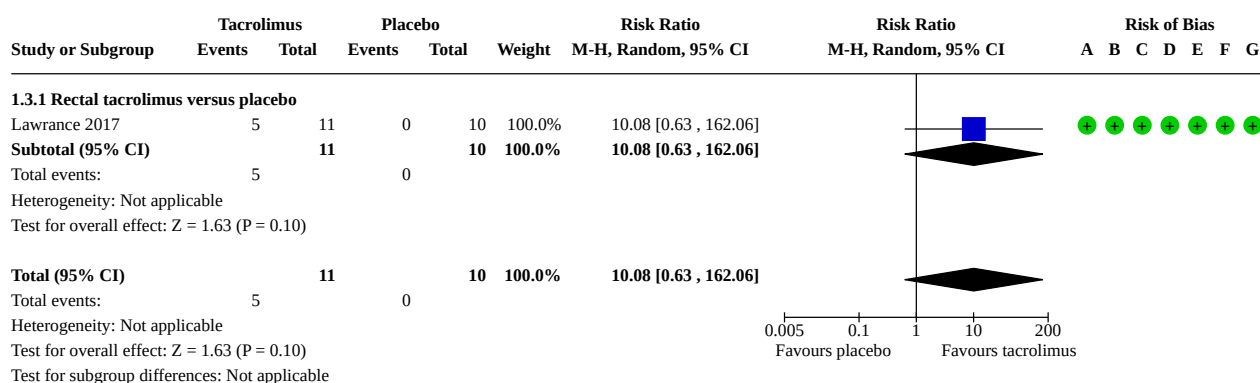 Tacrolimus Placebo Risk Ratio Risk Ratio Risk of Bias
Study or Subgroup Events Total Events Total Weight M-H, Random, 95% CI M-H, Random, 95% CI A B C D E F G
1.3.1 Rectal tacrolimus versus placebo
Lawrance 2017 5 11 0 10 100.0% 10.08 [0.63 , 162.06] + + + + + + +
Subtotal (95% CI) 11 10 100.0% 10.08 [0.63 , 162.06]
Total events: 5 0
Heterogeneity: Not applicable
Test for overall effect: Z = 1.63 (P = 0.10)
Total (95% CI) 11 10 100.0% 10.08 [0.63 , 162.06]
Total events: 5 0
Heterogeneity: Not applicable 0.005 0.1 1 10 200
Test for overall effect: Z = 1.63 (P = 0.10) Favours placebo Favours tacrolimus
Test for subgroup differences: Not applicable